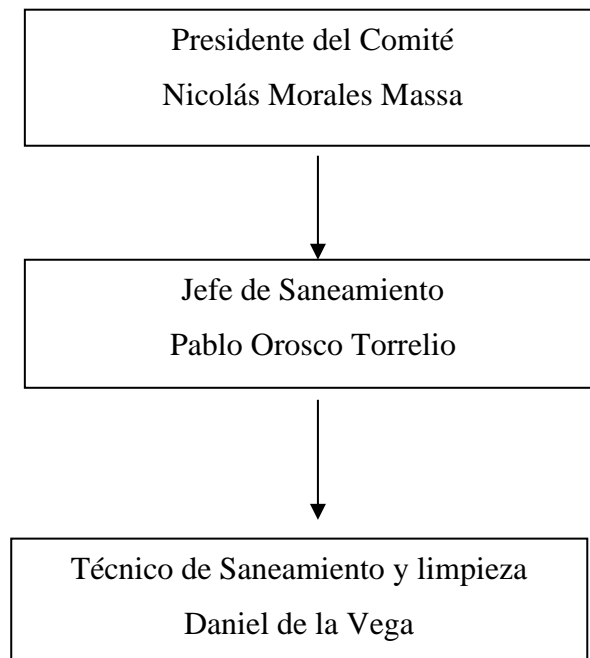 Presidente del Comité
Nicolás Morales Massa
Jefe de Saneamiento
Pablo Orosco Torrelio
Técnico de Saneamiento y limpieza
Daniel de la Vega